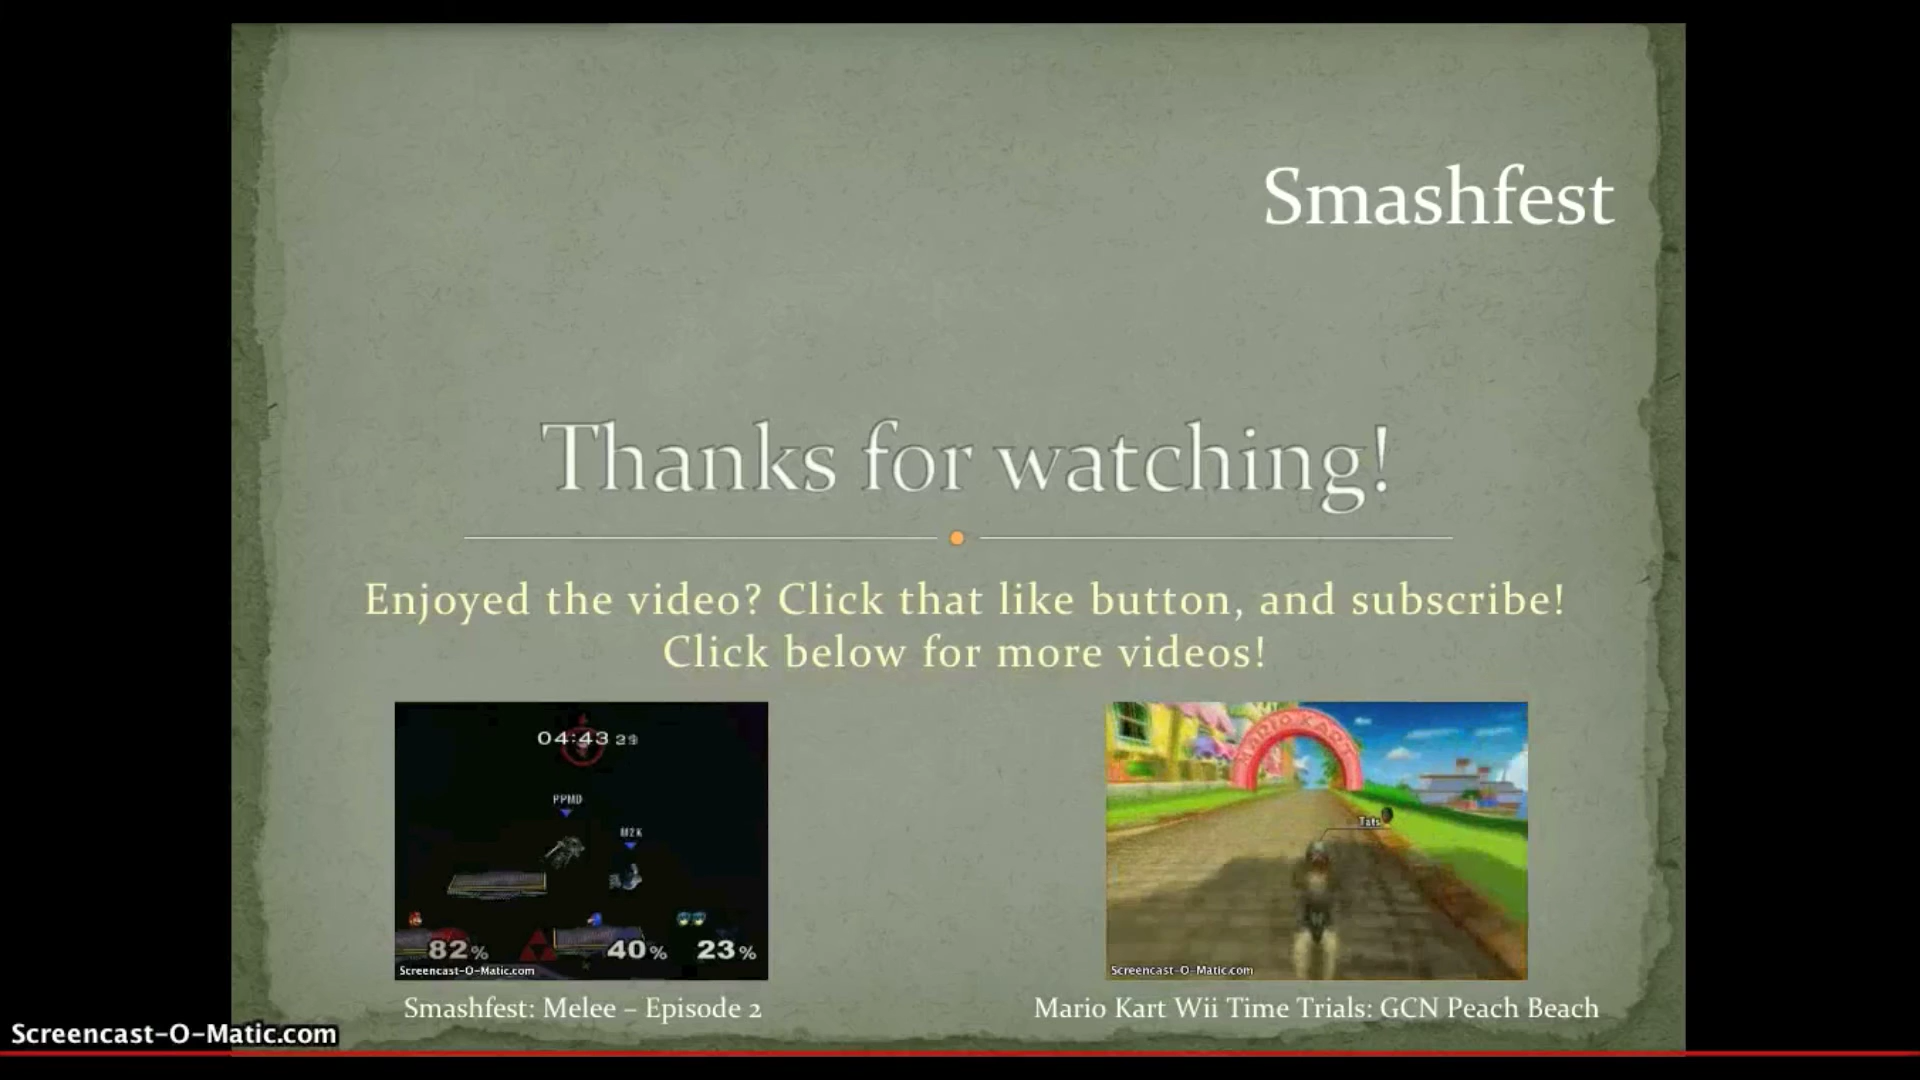 Smashfest
Thanks for watching!
Enjoyed the video? Click that like button, and subscribe!
Click below for more videos!
04:43 29
PPMD
M2K
82%
40%
23%
Screencast-O-Matic.com
MARIO KART
Tats
Screencast-O-Matic.com
Smashfest: Melee – Episode 2
Mario Kart Wii Time Trials: GCN Peach Beach
Screencast-O-Matic.com